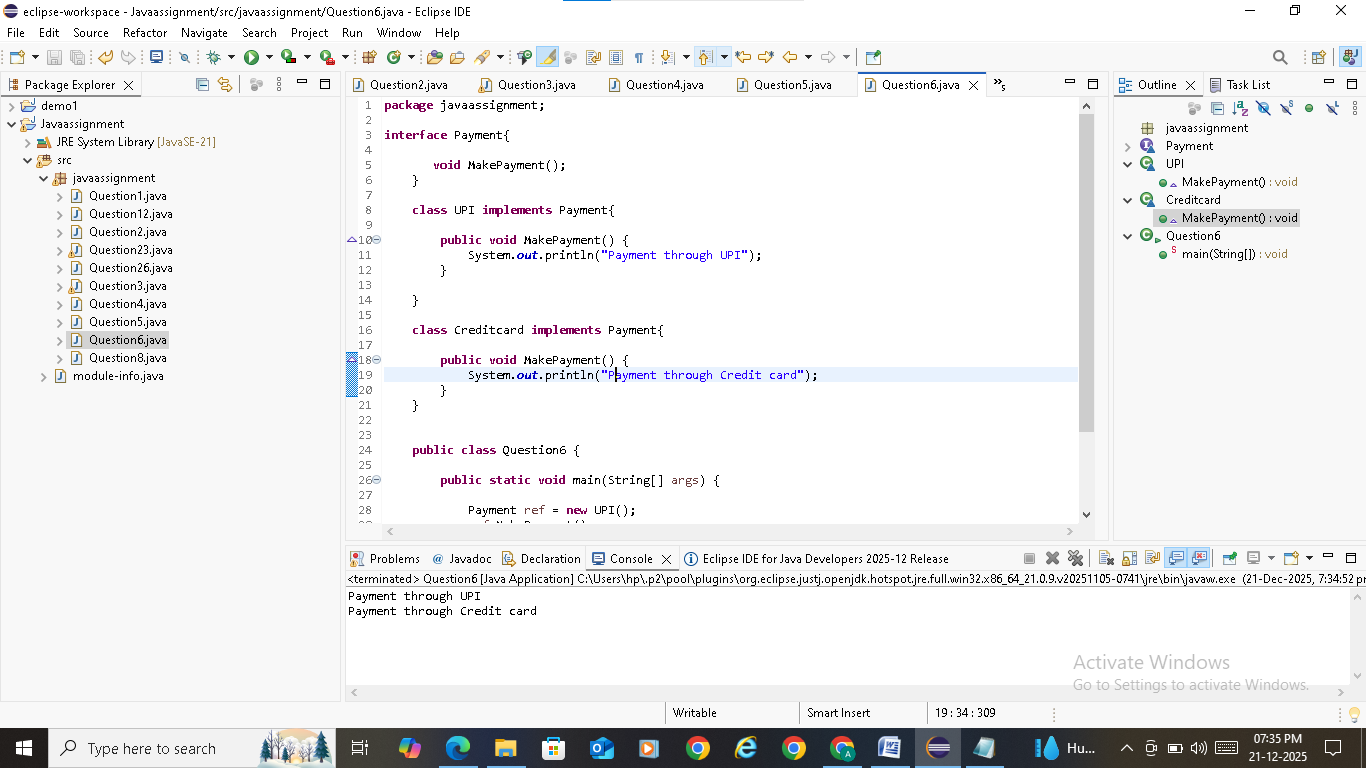 eclipse-workspace - Javaassignment/src/javaassignment/Question6.java - Eclipse IDE
File Edit Source Refactor Navigate Search Project Run Window Help
Package Explorer
demo1
Javaassignment
JRE System Library [JavaSE-21]
src
javaassignment
Question1.java
Question12.java
Question2.java
Question23.java
Question26.java
Question3.java
Question4.java
Question5.java
Question6.java
Question8.java
module-info.java
Question2.java Question3.java Question4.java Question5.java Question6.java »5
1 package javaassignment;
2
3 interface Payment{
4
5 void MakePayment();
6 }
7
8 class UPI implements Payment{
9
10 public void MakePayment() {
11 System.out.println("Payment through UPI");
12 }
13
14 }
15
16 class Creditcard implements Payment{
17
18 public void MakePayment() {
19 System.out.println("Payment through Credit card");
20 }
21 }
22
23
24 public class Question6 {
25
26 public static void main(String[] args) {
27
28 Payment ref = new UPI();
Outline Task List
javaassignment
Payment
UPI
MakePayment() : void
Creditcard
MakePayment() : void
Question6
main(String[]) : void
Problems Javadoc Declaration Console Eclipse IDE for Java Developers 2025-12 Release
<terminated> Question6 [Java Application] C:\Users\hp\.p2\pool\plugins\org.eclipse.justj.openjdk.hotspot.jre.full.win32.x86_64_21.0.9.v20251105-0741\jre\bin\javaw.exe (21-Dec-2025, 7:34:52 pr
Payment through UPI
Payment through Credit card
Activate Windows
Go to Settings to activate Windows.
Writable Smart Insert 19 : 34 : 309
Type here to search
Hu...
07:35 PM
21-12-2025